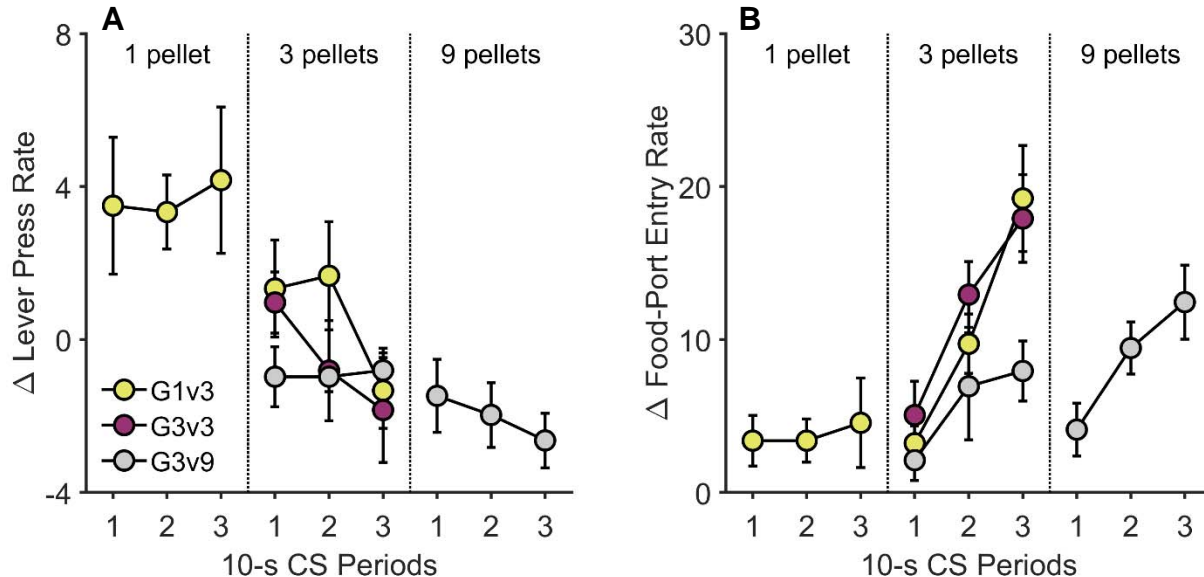 A
Δ Lever Press Rate
8
4
0
-4
1 pellet
3 pellets
9 pellets
G1v3
G3v3
G3v9
1 2 3 1 2 3 1 2 3
10-s CS Periods
B
Δ Food-Port Entry Rate
30
20
10
0
1 pellet
3 pellets
9 pellets
1 2 3 1 2 3 1 2 3
10-s CS Periods